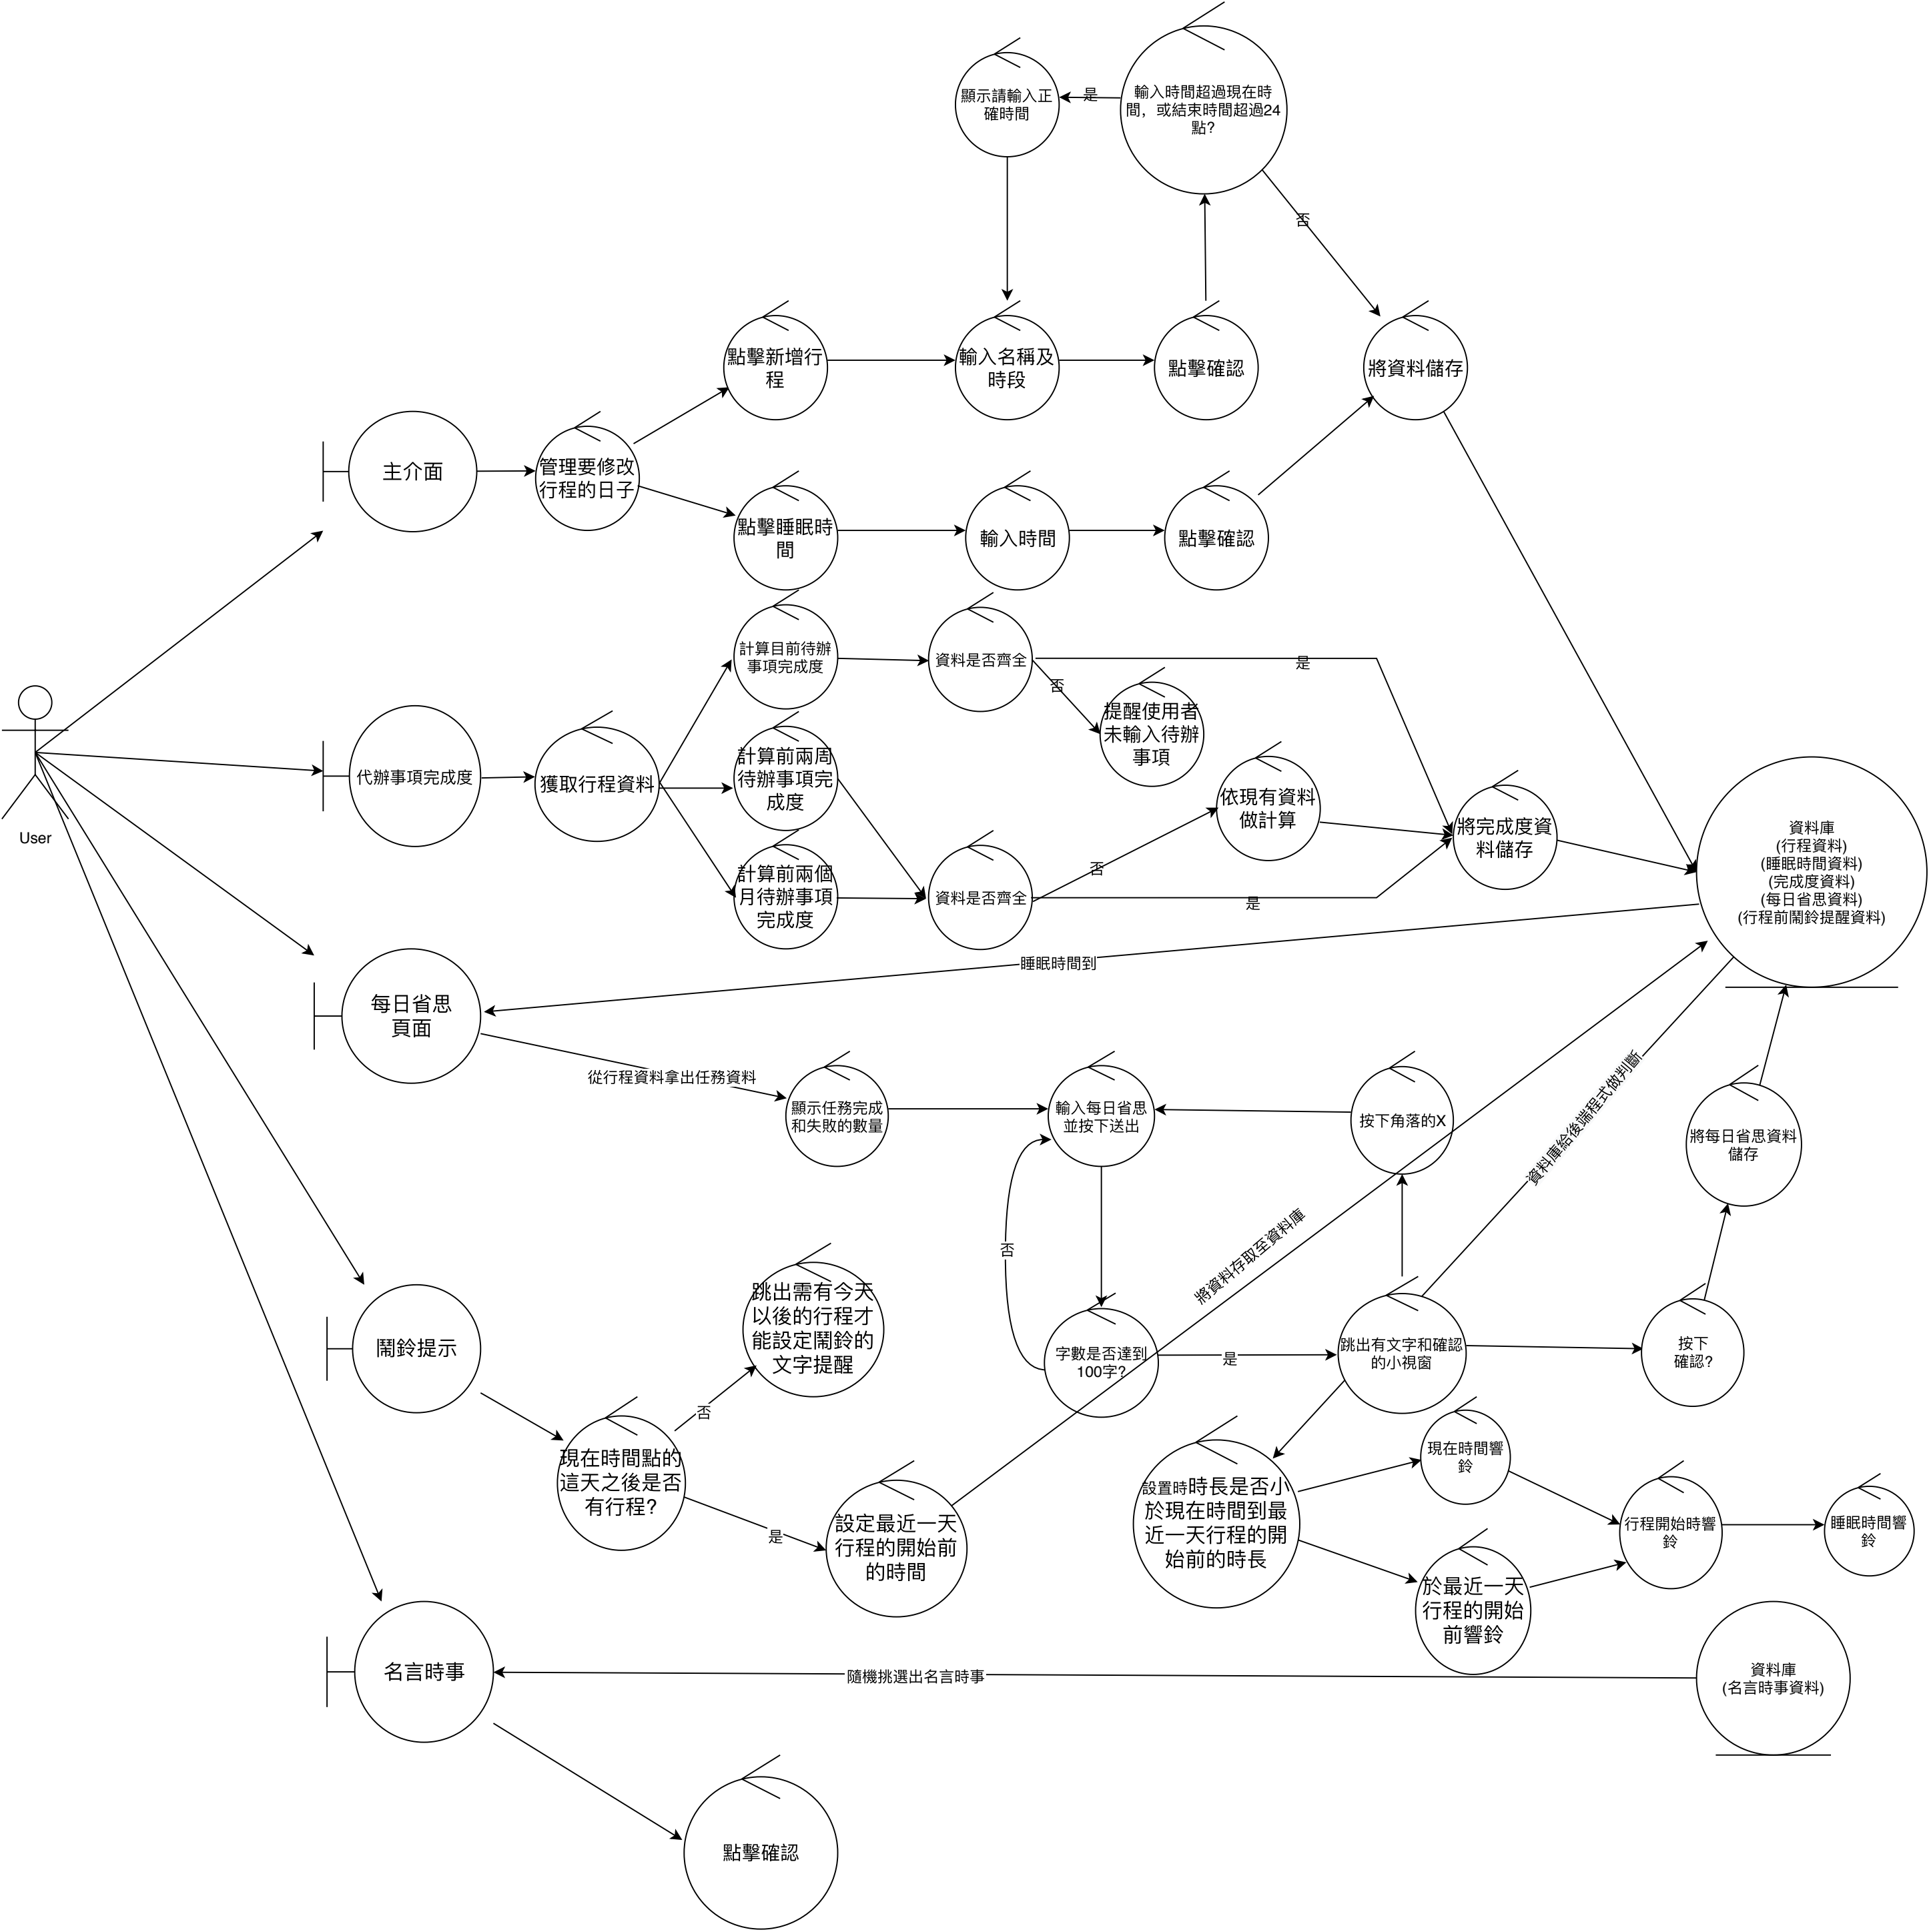 顯示請輸入正
確時間
是
輸入時間超過現在時
間，或結束時間超過24
點?
否
點擊新增行
程
輸入名稱及
時段
點擊確認
將資料儲存
主介面
管理要修改
行程的日子
點擊睡眠時
間
輸入時間
點擊確認
計算目前待辦
事項完成度
資料是否齊全
是
否
提醒使用者
未輸入待辦
事項
User
代辦事項完成度
獲取行程資料
計算前兩周
待辦事項完
成度
依現有資料
做計算
將完成度資
料儲存
計算前兩個
月待辦事項
完成度
資料是否齊全
否
是
資料庫
(行程資料)
(睡眠時間資料)
(完成度資料)
(每日省思資料)
(行程前鬧鈴提醒資料)
睡眠時間到
每日省思
頁面
從行程資料拿出任務資料
顯示任務完成
和失敗的數量
輸入每日省思
並按下送出
按下角落的X
資料庫給後端程式做判斷
將每日省思資料
儲存
否
將資料存取至資料庫
字數是否達到
100字?
是
跳出有文字和確認
的小視窗
按下
確認?
鬧鈴提示
跳出需有今天
以後的行程才
能設定鬧鈴的
文字提醒
否
現在時間點的
這天之後是否
有行程?
是
設定最近一天
行程的開始前
的時間
設置時時長是否小
於現在時間到最
近一天行程的開
始前的時長
現在時間響
鈴
行程開始時響
鈴
睡眠時間響
鈴
於最近一天
行程的開始
前響鈴
名言時事
隨機挑選出名言時事
資料庫
(名言時事資料)
點擊確認